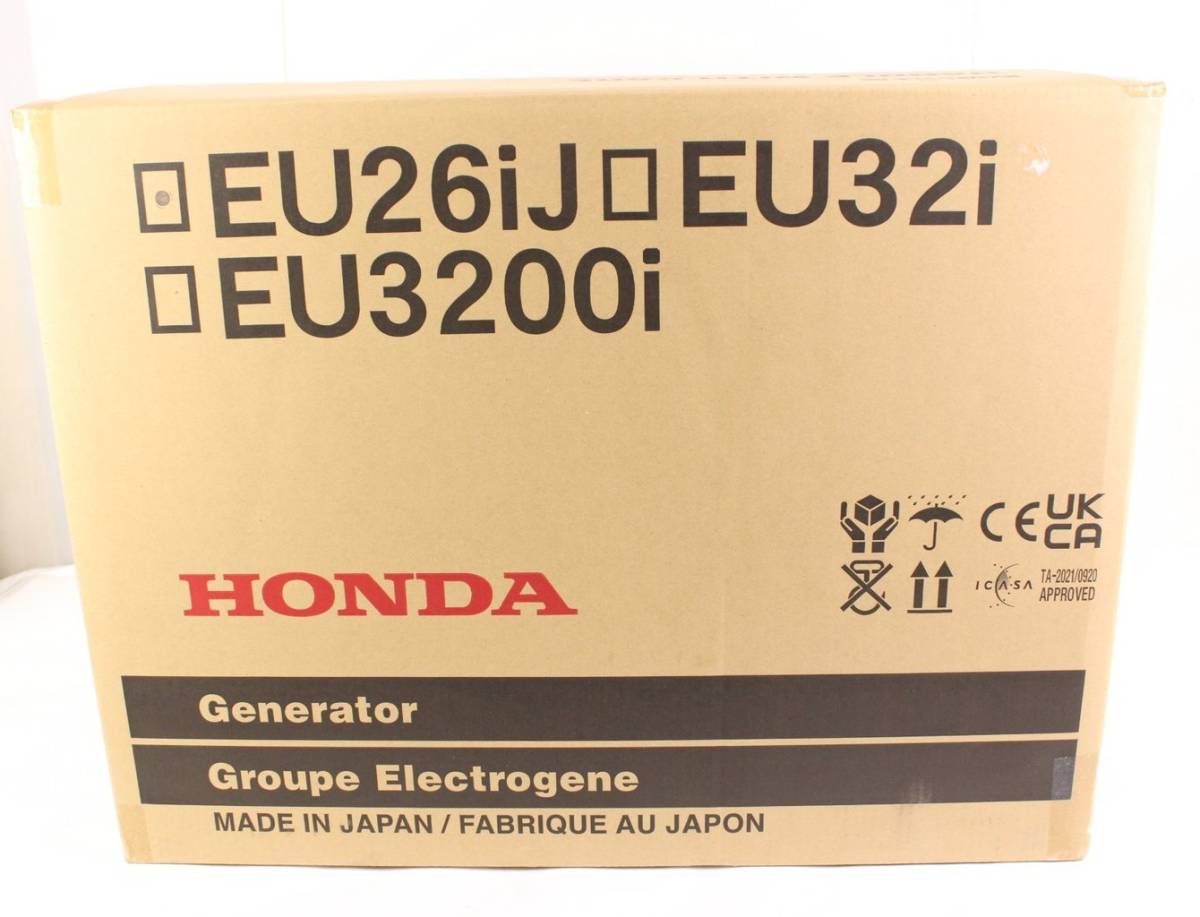 EU26iJ EU32i
EU3200i
CE UK CA
ICASA TA-2021/0920 APPROVED
HONDA
Generator
Groupe Electrogene
MADE IN JAPAN / FABRIQUE AU JAPON